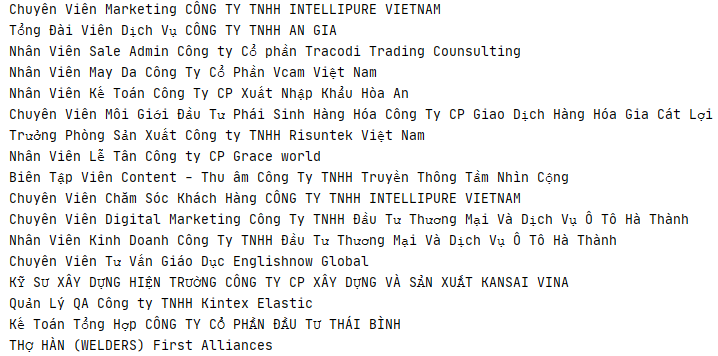 Chuyên Viên Marketing CÔNG TY TNHH INTELLIPURE VIETNAM
Tổng Đài Viên Dịch Vụ CÔNG TY TNHH AN GIA
Nhân Viên Sale Admin Công ty Cổ phần Tracodi Trading Counsulting
Nhân Viên May Da Công Ty Cổ Phần Vcam Việt Nam
Nhân Viên Kế Toán Công Ty CP Xuất Nhập Khẩu Hòa An
Chuyên Viên Môi Giới Đầu Tư Phái Sinh Hàng Hóa Công Ty CP Giao Dịch Hàng Hóa Gia Cát Lợi
Trưởng Phòng Sản Xuất Công ty TNHH Risuntek Việt Nam
Nhân Viên Lễ Tân Công ty CP Grace world
Biên Tập Viên Content - Thu âm Công Ty TNHH Truyền Thông Tầm Nhìn Cộng
Chuyên Viên Chăm Sóc Khách Hàng CÔNG TY TNHH INTELLIPURE VIETNAM
Chuyên Viên Digital Marketing Công Ty TNHH Đầu Tư Thương Mại Và Dịch Vụ Ô Tô Hà Thành
Nhân Viên Kinh Doanh Công Ty TNHH Đầu Tư Thương Mại Và Dịch Vụ Ô Tô Hà Thành
Chuyên Viên Tư Vấn Giáo Dục Englishnow Global
KỸ SƯ XÂY DỰNG HIỆN TRƯỜNG CÔNG TY CP XÂY DỰNG VÀ SẢN XUẤT KANSAI VINA
Quản Lý QA Công ty TNHH Kintex Elastic
Kế Toán Tổng Hợp CÔNG TY CỔ PHẦN ĐẦU TƯ THÁI BÌNH
THỢ HÀN (WELDERS) First Alliances